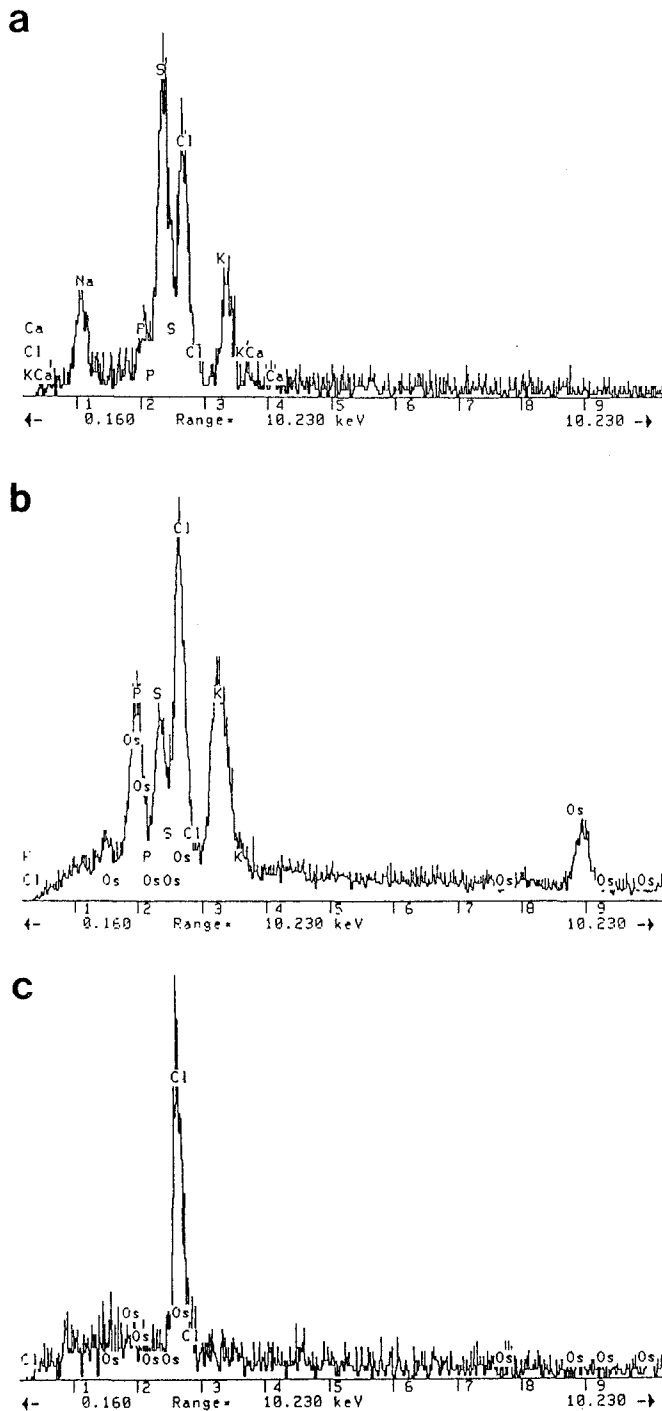 a
S
Cl
Na
K
Ca P S
Cl Cl KCa
KCa P Ca
1 2 3 4 5 6 7 8 9
<- 0.160 Range= 10.230 keV 10.230 ->
b
Cl
P S K
Os
Os
Os
S Cl
P Os K
Cl Os Os Os Os Os Os
1 2 3 4 5 6 7 8 9
<- 0.160 Range= 10.230 keV 10.230 ->
c
Cl
Os Os
Os Cl
Cl Os Os Os Os Os Os Os
1 2 3 4 5 6 7 8 9
<- 0.160 Range= 10.230 keV 10.230 ->